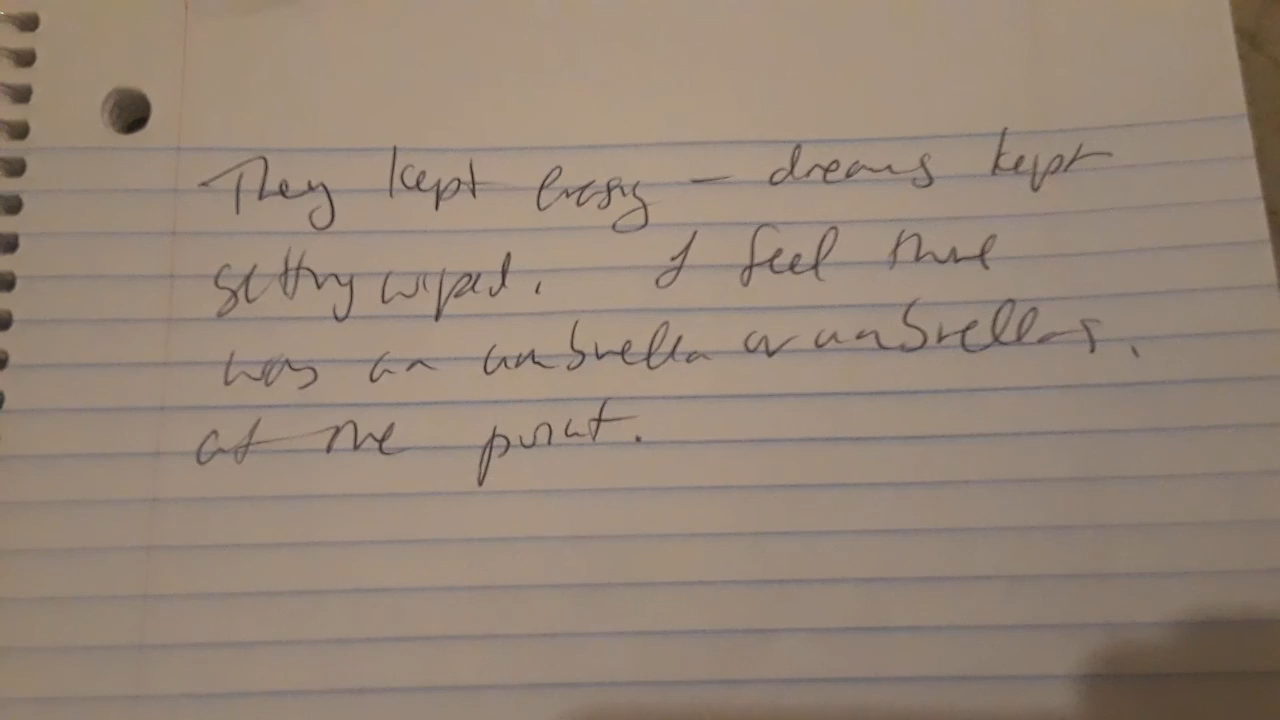 They kept erasing – dreams kept
getting wiped. I feel there
was an umbrella or umbrellas.
at one point.